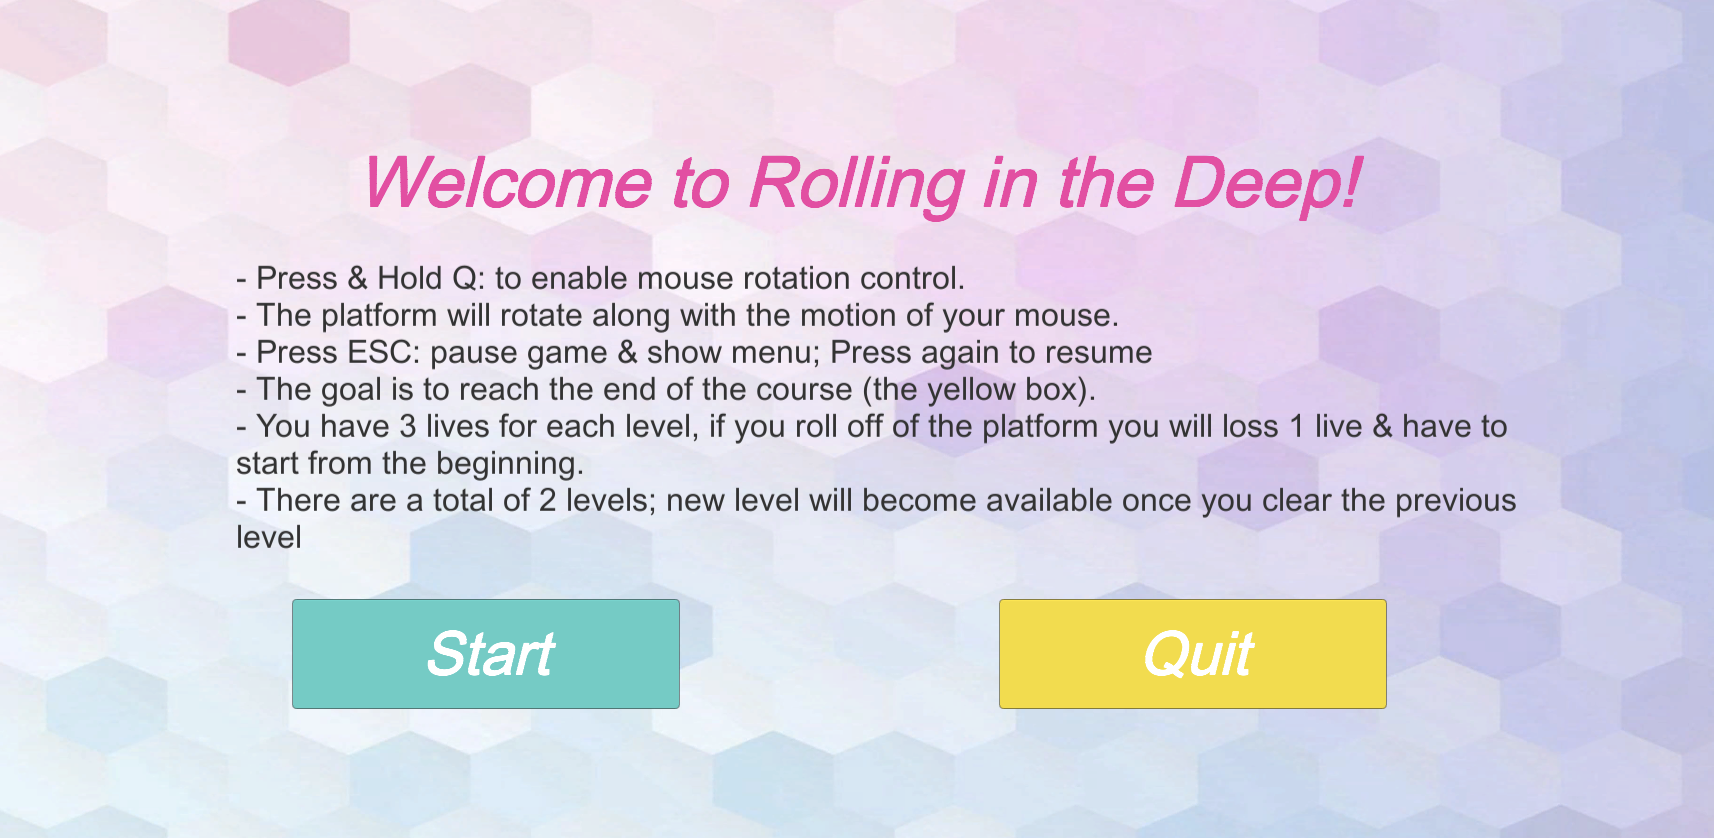 Welcome to Rolling in the Deep!
- Press & Hold Q: to enable mouse rotation control.
- The platform will rotate along with the motion of your mouse.
- Press ESC: pause game & show menu; Press again to resume
- The goal is to reach the end of the course (the yellow box).
- You have 3 lives for each level, if you roll off of the platform you will loss 1 live & have to
start from the beginning.
- There are a total of 2 levels; new level will become available once you clear the previous
level
Start
Quit